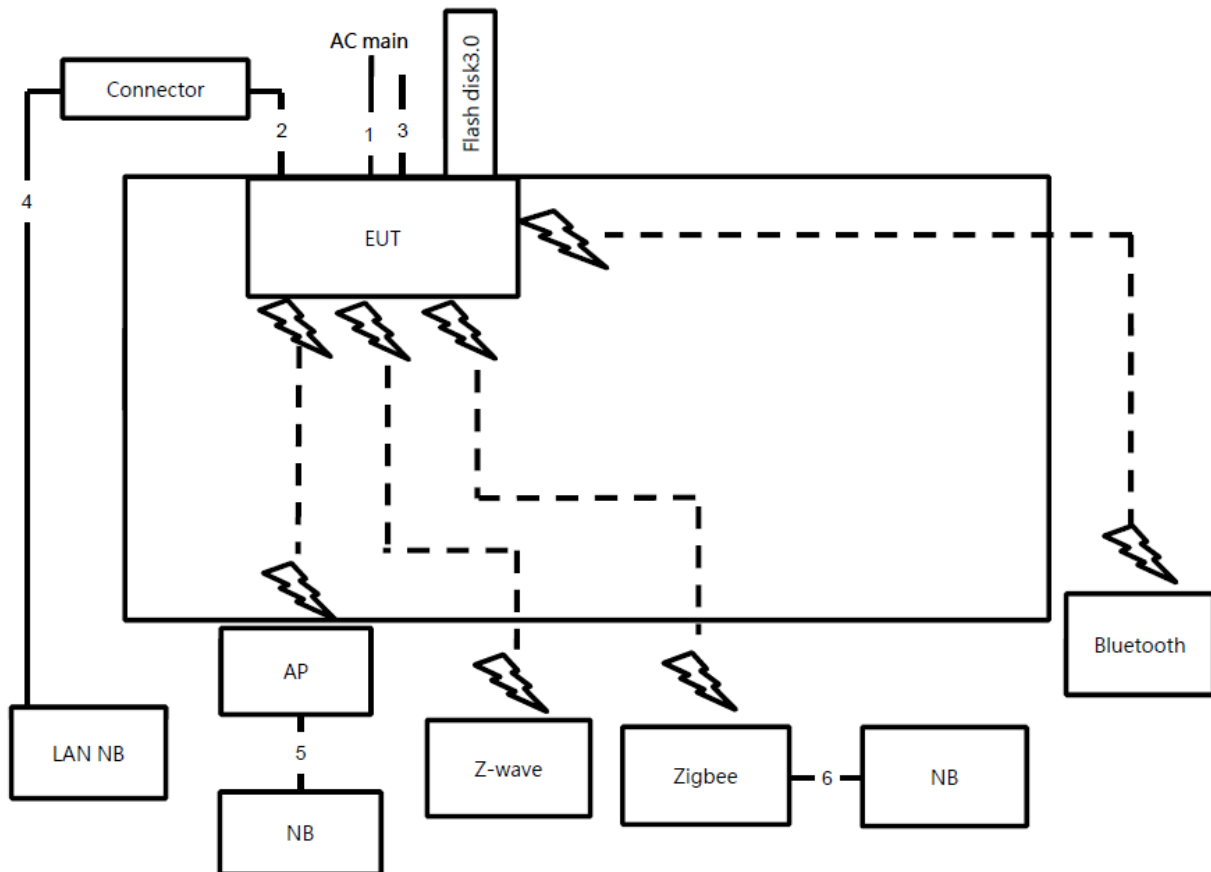 AC main
Flash disk3.0
Connector
2
1
3
4
EUT
Bluetooth
AP
LAN NB
5
Z-wave
Zigbee
6
NB
NB